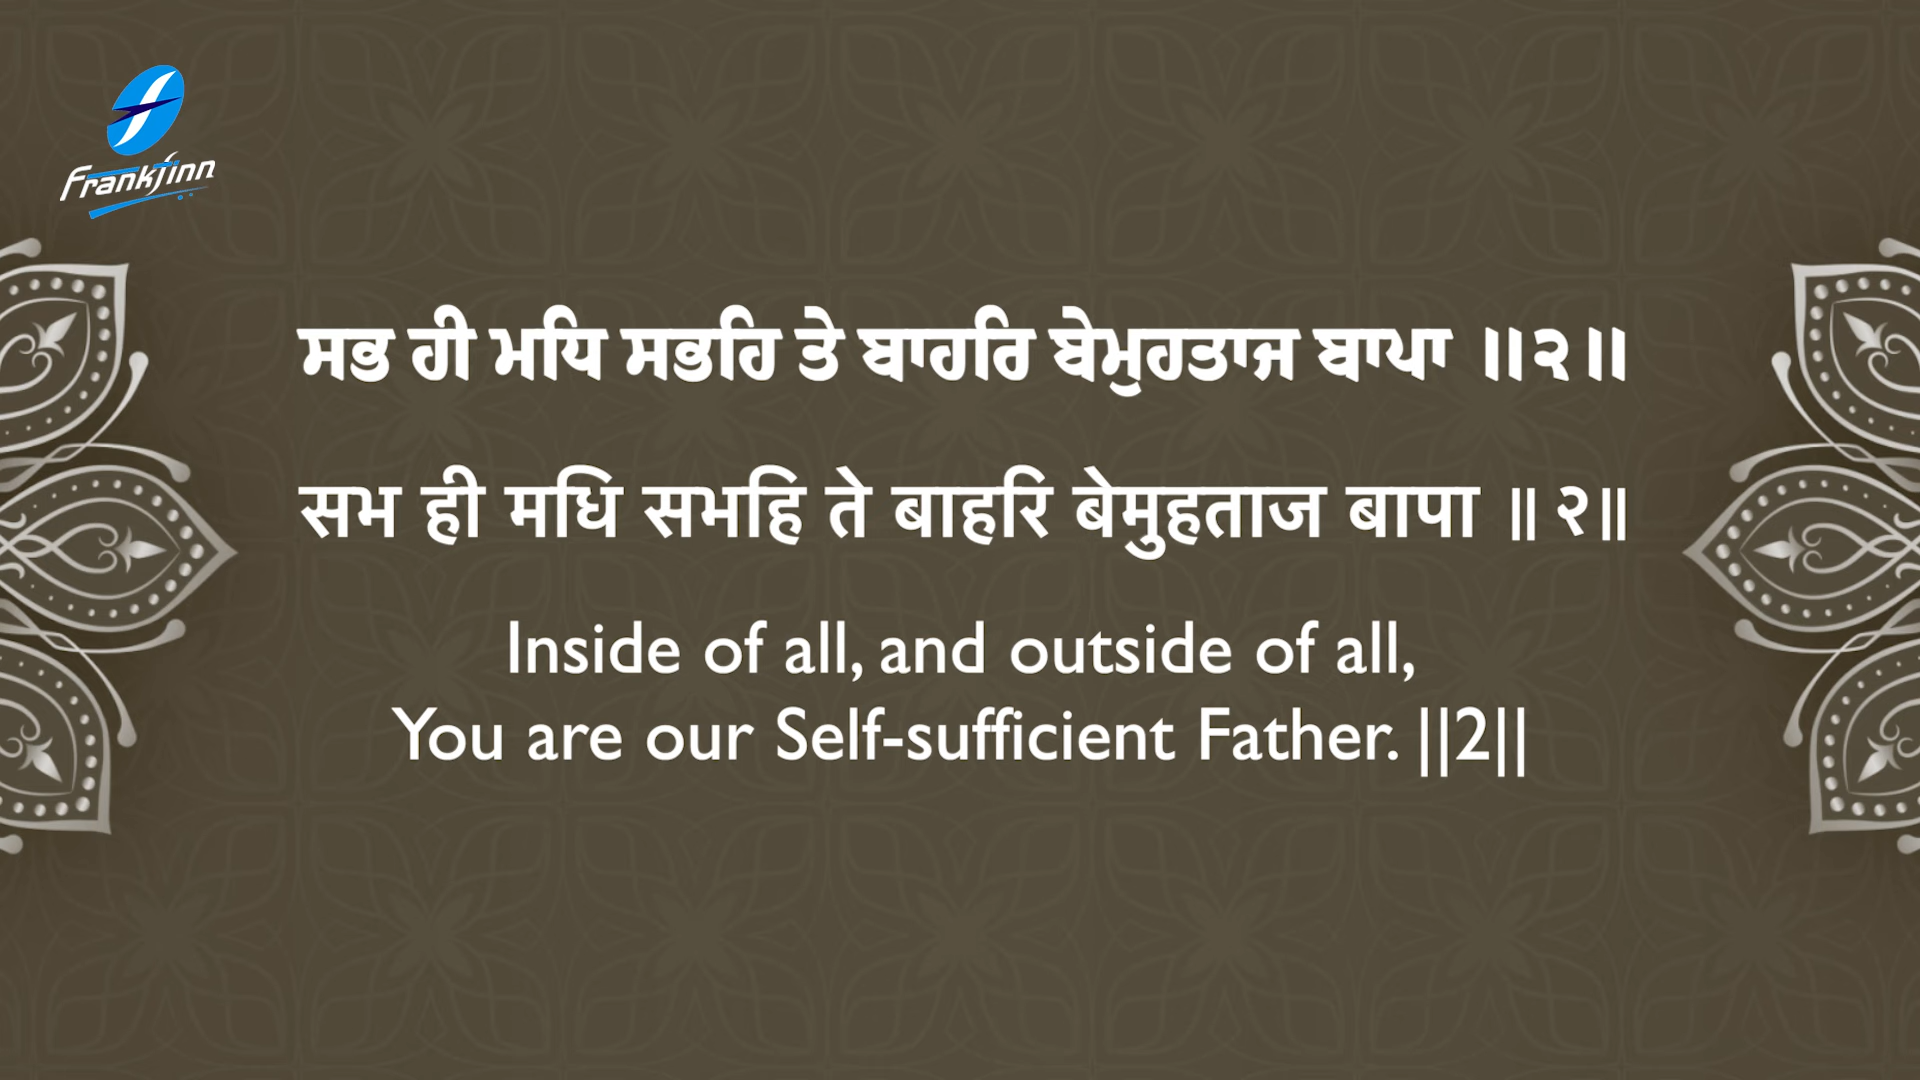 Frankfinn
ਸਭ ਹੀ ਮਧਿ ਸਭਹਿ ਤੇ ਬਾਹਰਿ ਬੇਮੁਹਤਾਜ ਬਾਪਾ ॥੨॥
सभ ही मधि सभहि ते बाहरि बेमुहताज बापा ॥ २॥
Inside of all, and outside of all,
You are our Self-sufficient Father. ||2||